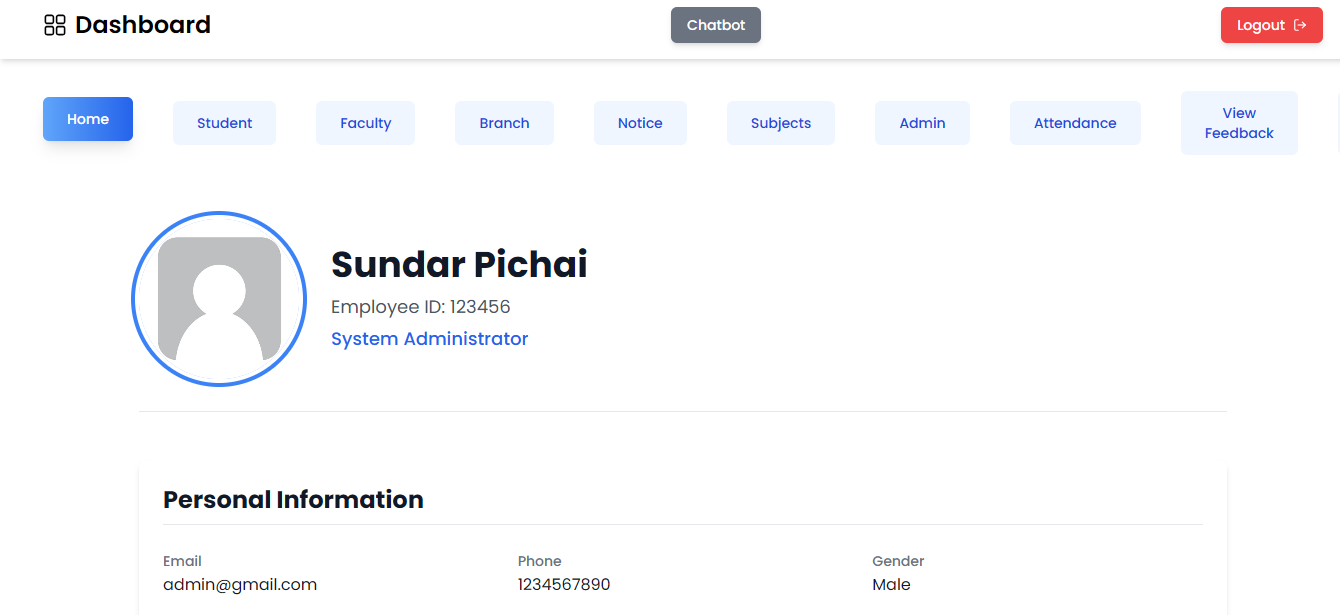 Dashboard
Chatbot
Logout
Home
Student
Faculty
Branch
Notice
Subjects
Admin
Attendance
View
Feedback
Sundar Pichai
Employee ID: 123456
System Administrator
Personal Information
Email
Phone
Gender
admin@gmail.com
1234567890
Male